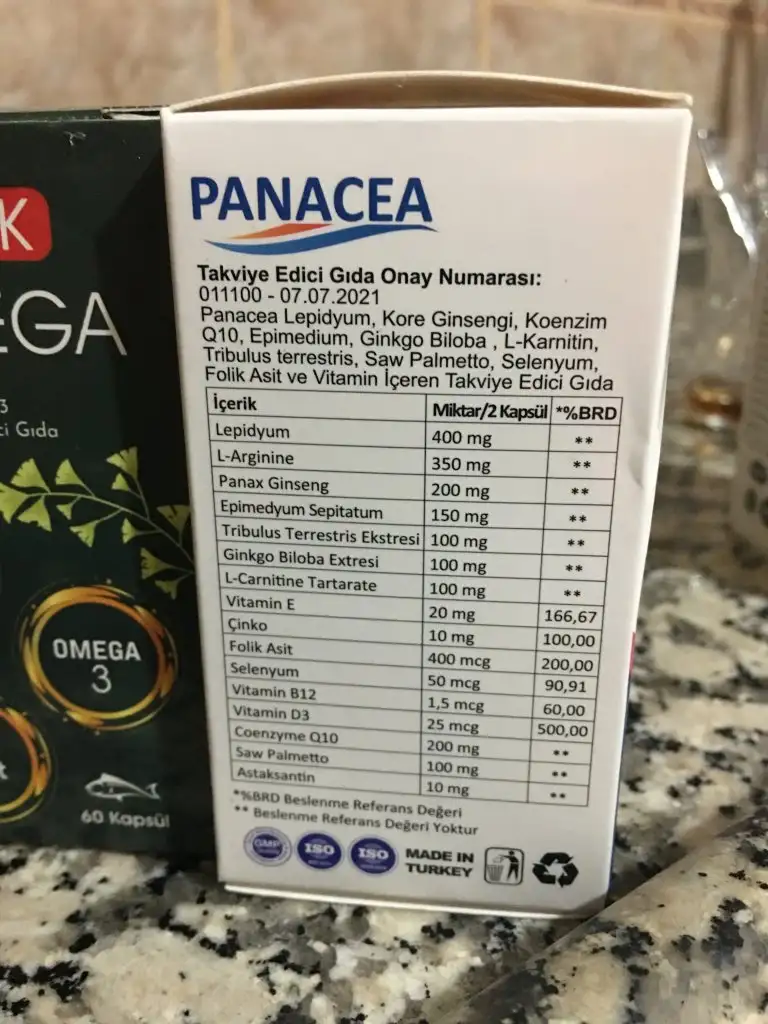 K
EGA
3
ci Gıda
OMEGA
3
60 Kapsül
PANACEA
Takviye Edici Gıda Onay Numarası:
011100 - 07.07.2021
Panacea Lepidyum, Kore Ginsengi, Koenzim
Q10, Epimedium, Ginkgo Biloba , L-Karnitin,
Tribulus terrestris, Saw Palmetto, Selenyum,
Folik Asit ve Vitamin İçeren Takviye Edici Gıda
İçerik Miktar/2 Kapsül *%BRD
Lepidyum 400 mg **
L-Arginine 350 mg **
Panax Ginseng 200 mg **
Epimedyum Sepitatum 150 mg **
Tribulus Terrestris Ekstresi 100 mg **
Ginkgo Biloba Extresi 100 mg **
L-Carnitine Tartarate 100 mg **
Vitamin E 20 mg 166,67
Çinko 10 mg 100,00
Folik Asit 400 mcg 200,00
Selenyum 50 mcg 90,91
Vitamin B12 1,5 mcg 60,00
Vitamin D3 25 mcg 500,00
Coenzyme Q10 200 mg **
Saw Palmetto 100 mg **
Astaksantin 10 mg **
*%BRD Beslenme Referans Değeri
** Beslenme Referans Değeri Yoktur
GMP ISO ISO MADE IN
TURKEY